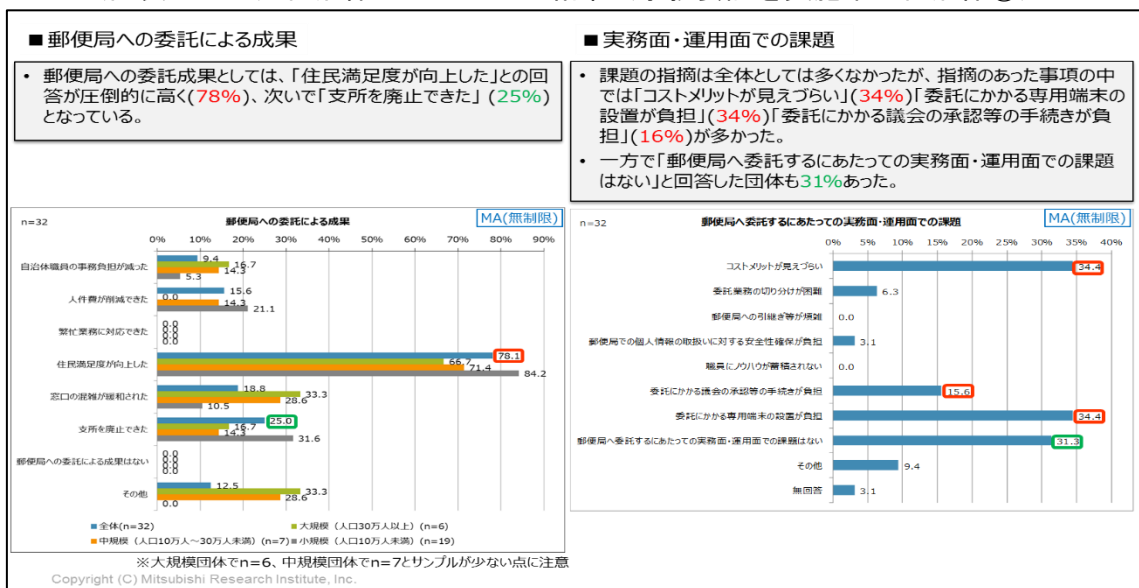 ■郵便局への委託による成果
• 郵便局への委託成果としては、「住民満足度が向上した」との回
答が圧倒的に高く(78%)、次いで「支所を廃止できた」(25%)
となっている。
■実務面・運用面での課題
• 課題の指摘は全体としては多くなかったが、指摘のあった事項の中
では「コストメリットが見えづらい」(34%)「委託にかかる専用端末の
設置が負担」(34%)「委託にかかる議会の承認等の手続きが負
担」(16%)が多かった。
• 一方で「郵便局へ委託するにあたっての実務面・運用面での課題
はない」と回答した団体も31%あった。
n=32
郵便局への委託による成果
MA(無制限)
0% 10% 20% 30% 40% 50% 60% 70% 80% 90%
自治体職員の事務負担が減った
9.4
16.7
14.3
5.3
人件費が削減できた
15.6
0.0
14.3
21.1
繁忙業務に対応できた
0.0
0.0
0.0
0.0
住民満足度が向上した
78.1
66.7
71.4
84.2
窓口の混雑が緩和された
18.8
33.3
28.6
10.5
支所を廃止できた
25.0
16.7
14.3
31.6
郵便局への委託による成果はない
0.0
0.0
0.0
0.0
その他
12.5
33.3
28.6
0.0
■全体(n=32)
■大規模（人口30万人以上）(n=6)
■中規模（人口10万人～30万人未満）(n=7)
■小規模（人口10万人未満）(n=19)
※大規模団体でn=6、中規模団体でn=7とサンプルが少ない点に注意
n=32
郵便局へ委託するにあたっての実務面・運用面での課題
MA(無制限)
0% 5% 10% 15% 20% 25% 30% 35% 40%
コストメリットが見えづらい
34.4
委託業務の切り分けが困難
6.3
郵便局への引継ぎ等が煩雑
0.0
郵便局での個人情報の取扱いに対する安全性確保が負担
3.1
職員にノウハウが蓄積されない
0.0
委託にかかる議会の承認等の手続きが負担
15.6
委託にかかる専用端末の設置が負担
34.4
郵便局へ委託するにあたっての実務面・運用面での課題はない
31.3
その他
9.4
無回答
3.1
Copyright (C) Mitsubishi Research Institute, Inc.